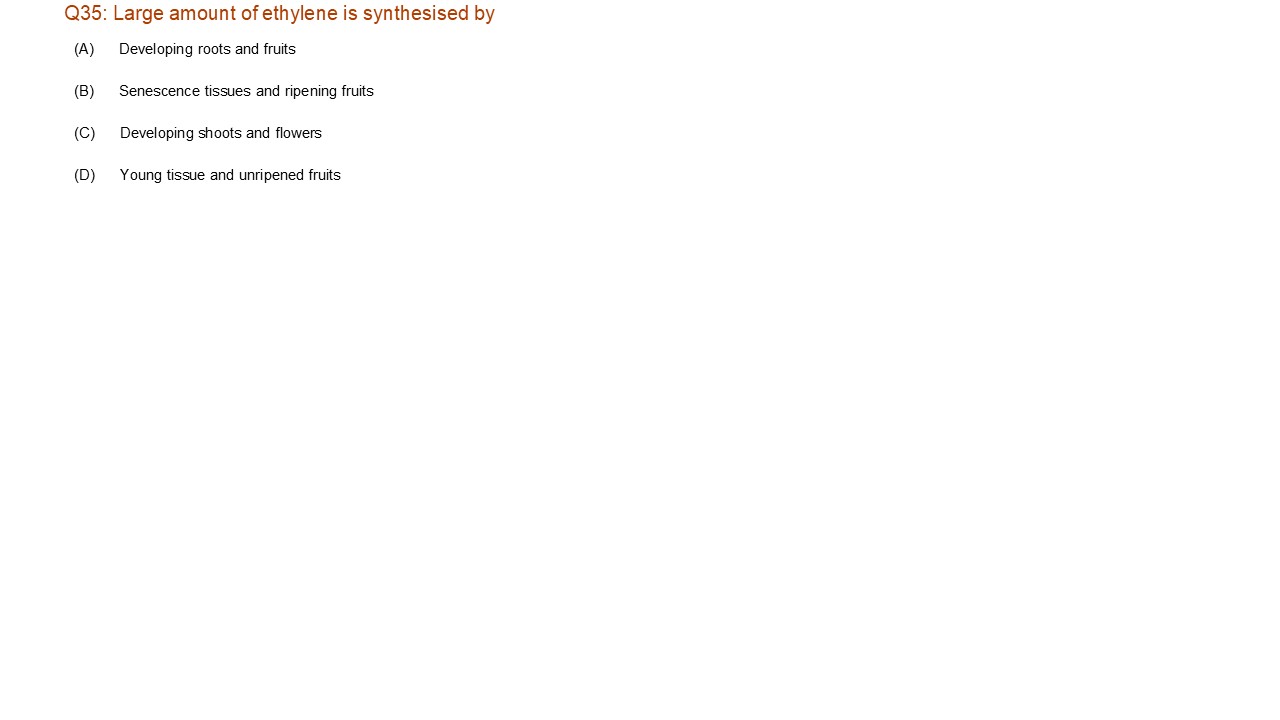 Q35: Large amount of ethylene is synthesised by
(A) Developing roots and fruits
(B) Senescence tissues and ripening fruits
(C) Developing shoots and flowers
(D) Young tissue and unripened fruits